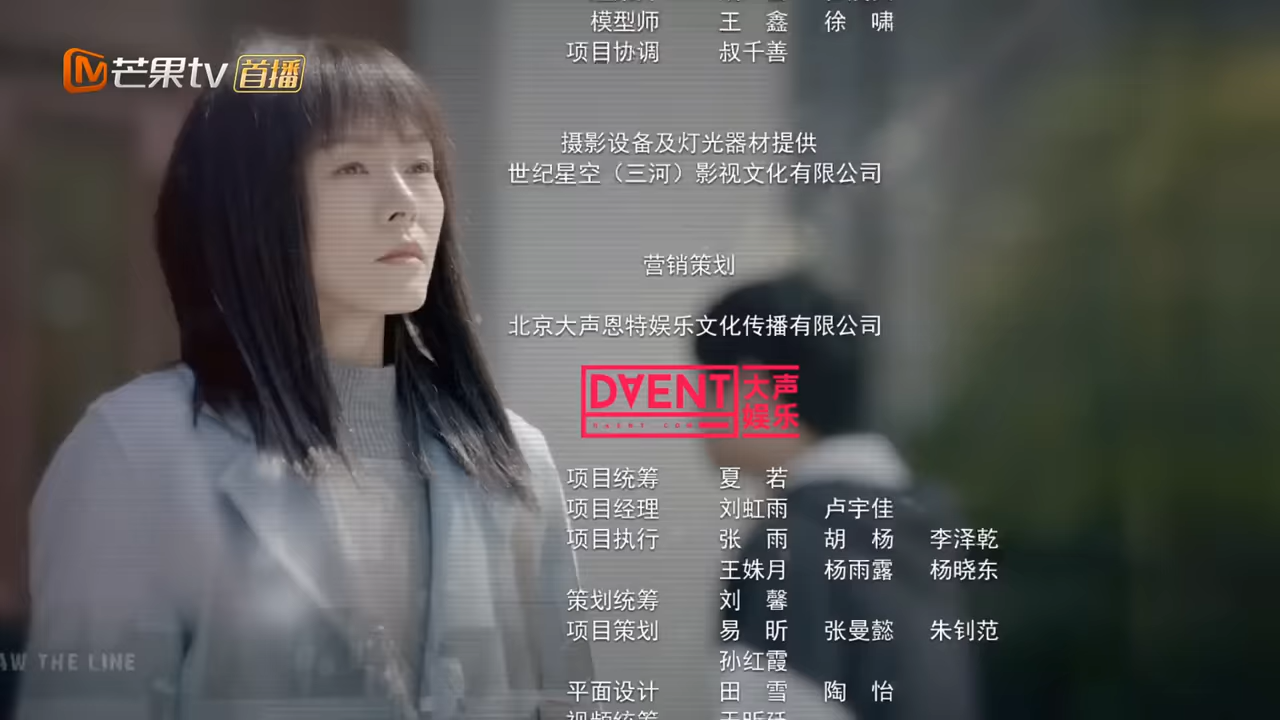 模型师 王 鑫 徐 啸
芒果tv 首播
项目协调 叔千善
摄影设备及灯光器材提供
世纪星空（三河）影视文化有限公司
营销策划
北京大声恩特娱乐文化传播有限公司
DAENT 大声
娱乐
项目统筹 夏 若
项目经理 刘虹雨 卢宇佳
项目执行 张 雨 胡 杨 李泽乾
王姝月 杨雨露 杨晓东
策划统筹 刘 馨
项目策划 易 昕 张曼懿 朱钊范
孙红霞
AW THE LINE
平面设计 田 雪 陶 怡